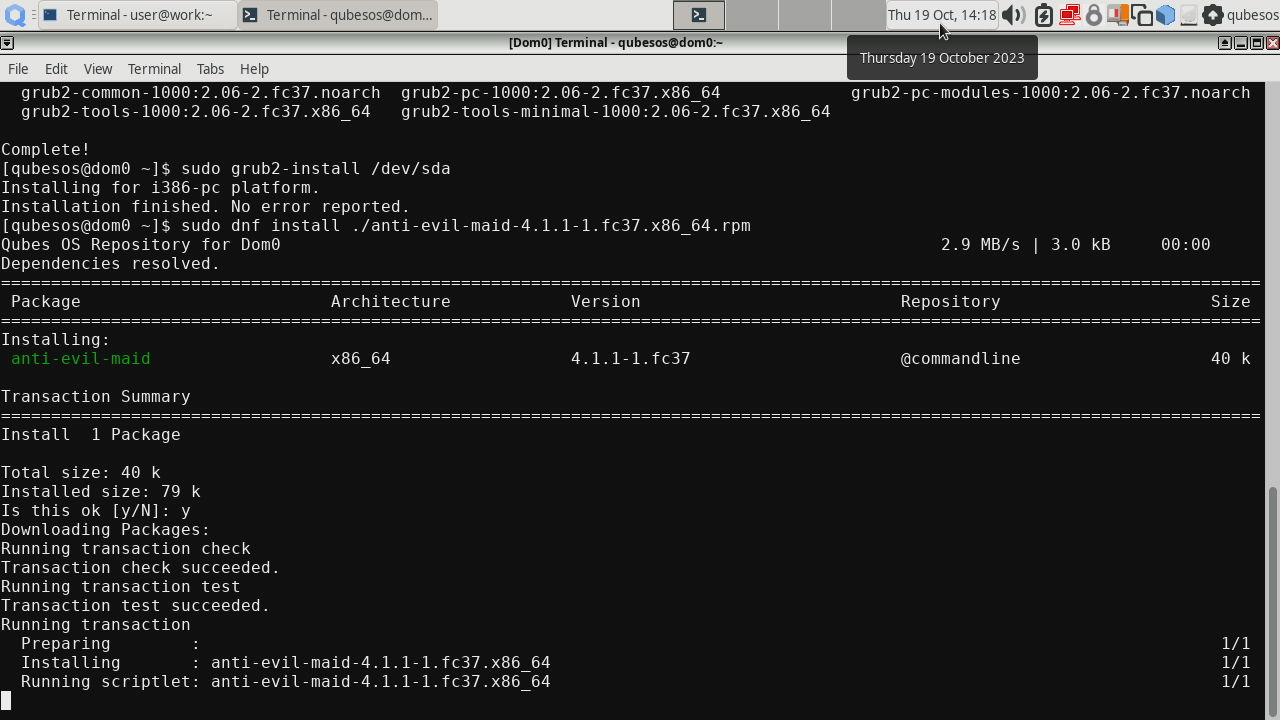 Terminal - user@work:~
Terminal - qubesos@dom...
Thu 19 Oct, 14:18
qubesos
[Dom0] Terminal - qubesos@dom0:~
Thursday 19 October 2023
File Edit View Terminal Tabs Help
grub2-common-1000:2.06-2.fc37.noarch grub2-pc-1000:2.06-2.fc37.x86_64 grub2-pc-modules-1000:2.06-2.fc37.noarch
grub2-tools-1000:2.06-2.fc37.x86_64 grub2-tools-minimal-1000:2.06-2.fc37.x86_64
Complete!
[qubesos@dom0 ~]$ sudo grub2-install /dev/sda
Installing for i386-pc platform.
Installation finished. No error reported.
[qubesos@dom0 ~]$ sudo dnf install ./anti-evil-maid-4.1.1-1.fc37.x86_64.rpm
Qubes OS Repository for Dom0 2.9 MB/s | 3.0 kB 00:00
Dependencies resolved.
==============================================================================================================================
Package Architecture Version Repository Size
==============================================================================================================================
Installing:
anti-evil-maid x86_64 4.1.1-1.fc37 @commandline 40 k
Transaction Summary
==============================================================================================================================
Install 1 Package
Total size: 40 k
Installed size: 79 k
Is this ok [y/N]: y
Downloading Packages:
Running transaction check
Transaction check succeeded.
Running transaction test
Transaction test succeeded.
Running transaction
Preparing : 1/1
Installing : anti-evil-maid-4.1.1-1.fc37.x86_64 1/1
Running scriptlet: anti-evil-maid-4.1.1-1.fc37.x86_64 1/1